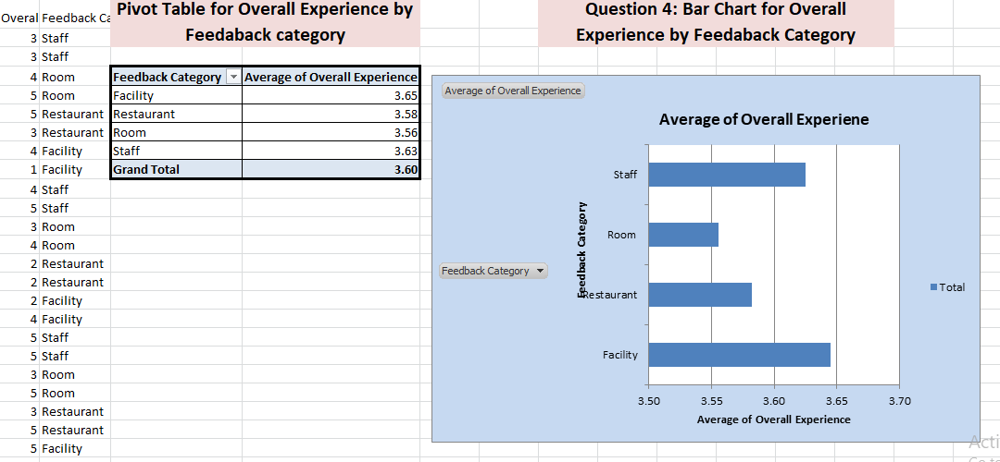 Overal Feedback Ca
3 Staff
3 Staff
4 Room
5 Room
5 Restaurant
3 Restaurant
4 Facility
1 Facility
4 Staff
5 Staff
3 Room
4 Room
2 Restaurant
2 Restaurant
2 Facility
4 Facility
5 Staff
5 Staff
3 Room
5 Room
3 Restaurant
5 Restaurant
5 Facility
Pivot Table for Overall Experience by
Feedaback category
Feedback Category Average of Overall Experience
Facility 3.65
Restaurant 3.58
Room 3.56
Staff 3.63
Grand Total 3.60
Question 4: Bar Chart for Overall
Experience by Feedaback Category
Average of Overall Experience
Average of Overall Experiene
Feedback Category
Feedback Category
Staff
Room
Restaurant
Facility
Total
3.50 3.55 3.60 3.65 3.70
Average of Overall Experience
Acti